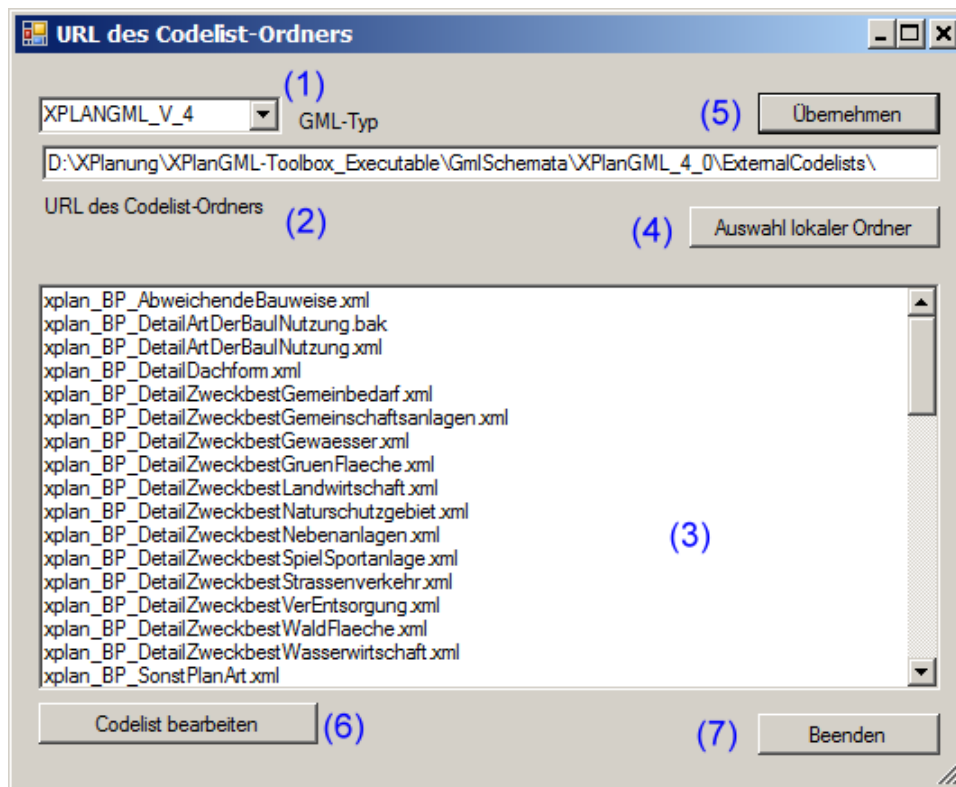 URL des Codelist-Ordners
(1)
XPLANGML_V_4
GML-Typ
(5)
Übernehmen
D:\XPlanung\XPlanGML-Toolbox_Executable\GmlSchemata\XPlanGML_4_0\ExternalCodelists\
URL des Codelist-Ordners
(2)
(4)
Auswahl lokaler Ordner
xplan_BP_AbweichendeBauweise.xml
xplan_BP_DetailArtDerBaulNutzung.bak
xplan_BP_DetailArtDerBaulNutzung.xml
xplan_BP_DetailDachform.xml
xplan_BP_DetailZweckbestGemeinbedarf.xml
xplan_BP_DetailZweckbestGemeinschaftsanlagen.xml
xplan_BP_DetailZweckbestGewaesser.xml
xplan_BP_DetailZweckbestGruenFlaeche.xml
xplan_BP_DetailZweckbestLandwirtschaft.xml
xplan_BP_DetailZweckbestNaturschutzgebiet.xml
xplan_BP_DetailZweckbestNebenanlagen.xml
(3)
xplan_BP_DetailZweckbestSpielSportanlage.xml
xplan_BP_DetailZweckbestStrassenverkehr.xml
xplan_BP_DetailZweckbestVerEntsorgung.xml
xplan_BP_DetailZweckbestWaldFlaeche.xml
xplan_BP_DetailZweckbestWasserwirtschaft.xml
xplan_BP_SonstPlanArt.xml
Codelist bearbeiten
(6)
(7)
Beenden